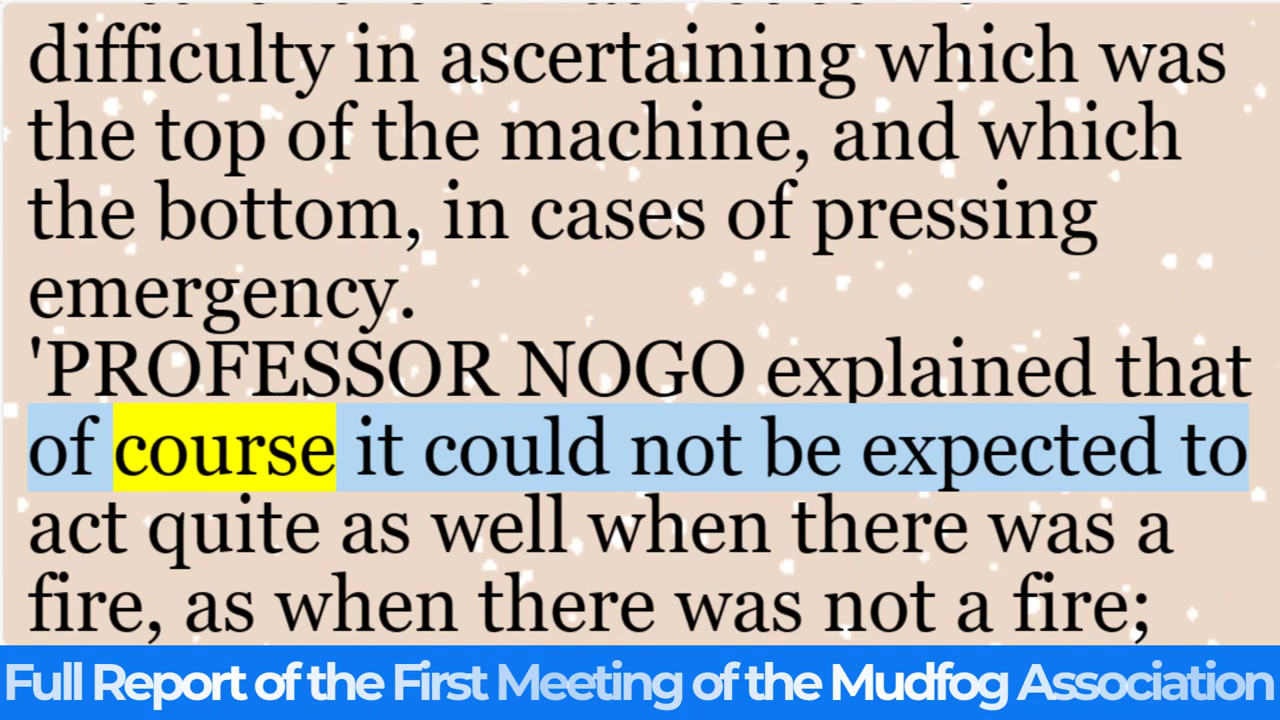 difficulty in ascertaining which was
the top of the machine, and which
the bottom, in cases of pressing
emergency.
'PROFESSOR NOGO explained that
of course it could not be expected to
act quite as well when there was a
fire, as when there was not a fire;
Full Report of the First Meeting of the Mudfog Association